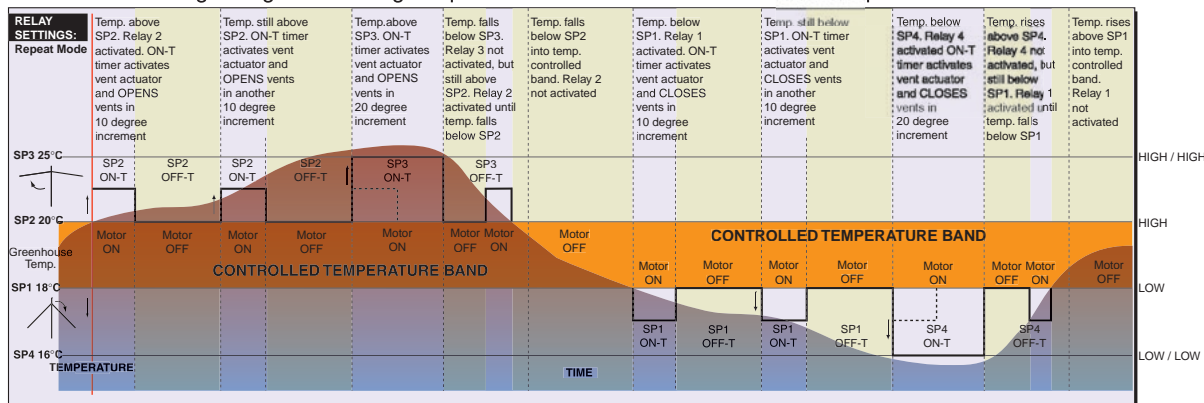 RELAY
SETTINGS:
Repeat Mode
Temp. above
SP2. Relay 2
activated. ON-T
timer activates
vent actuator
and OPENS
vents in
10 degree
increment
Temp. still above
SP2. ON-T timer
activates vent
actuator and
OPENS vents
in another
10 degree
increment
Temp.above
SP3. ON-T
timer activates
vent actuator
and OPENS
vents in
20 degree
increment
Temp. falls
below SP3.
Relay 3 not
activated, but
still above
SP2. Relay 2
activated until
temp. falls
below SP2
Temp. falls
below SP2
into temp.
controlled
band. Relay 2
not activated
Temp. below
SP1. Relay 1
activated. ON-T
timer activates
vent actuator
and CLOSES
vents in
10 degree
increment
Temp. still below
SP1. ON-T timer
activates vent
actuator and
CLOSES vents
in another
10 degree
increment
Temp. below
SP4. Relay 4
activated ON-T
timer activates
vent actuator
and CLOSES
vents in
20 degree
increment
Temp. rises
above SP4.
Relay 4 not
activated, but
still below
SP1. Relay 1
activated until
temp. falls
below SP1
Temp. rises
above SP1
into temp.
controlled
band.
Relay 1
not
activated
SP3 25°C
SP2
ON-T
SP2
OFF-T
SP2
ON-T
SP2
OFF-T
SP3
ON-T
SP3
OFF-T
HIGH / HIGH
SP2 20°C
HIGH
Greenhouse
Temp.
Motor
ON
Motor
OFF
Motor
ON
Motor
OFF
Motor
ON
Motor
OFF
Motor
ON
Motor
OFF
CONTROLLED TEMPERATURE BAND
CONTROLLED TEMPERATURE BAND
Motor
ON
Motor
OFF
Motor
ON
Motor
OFF
Motor
ON
Motor
OFF
Motor
ON
Motor
OFF
SP1 18°C
LOW
SP1
ON-T
SP1
OFF-T
SP1
ON-T
SP1
OFF-T
SP4
ON-T
SP4
OFF-T
SP4 16°C
LOW / LOW
TEMPERATURE
TIME